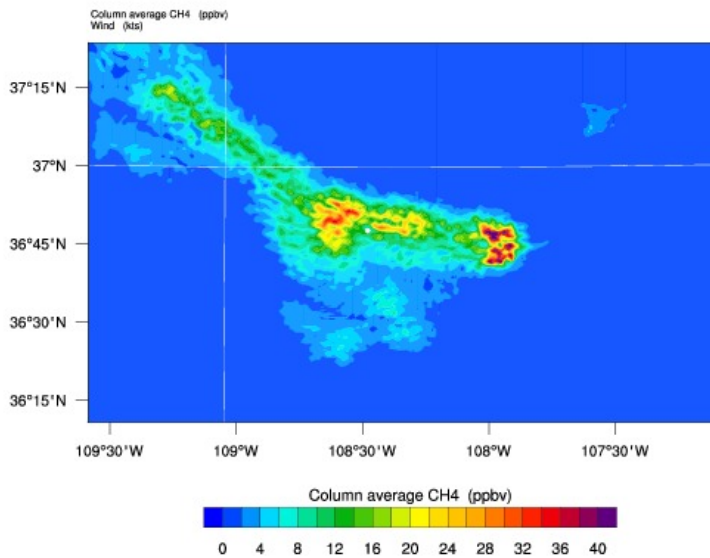 Column average CH4 (ppbv)
Wind (kts)
37°15'N
37°N
36°45'N
36°30'N
36°15'N
109°30'W 109°W 108°30'W 108°W 107°30'W
Column average CH4 (ppbv)
0 4 8 12 16 20 24 28 32 36 40